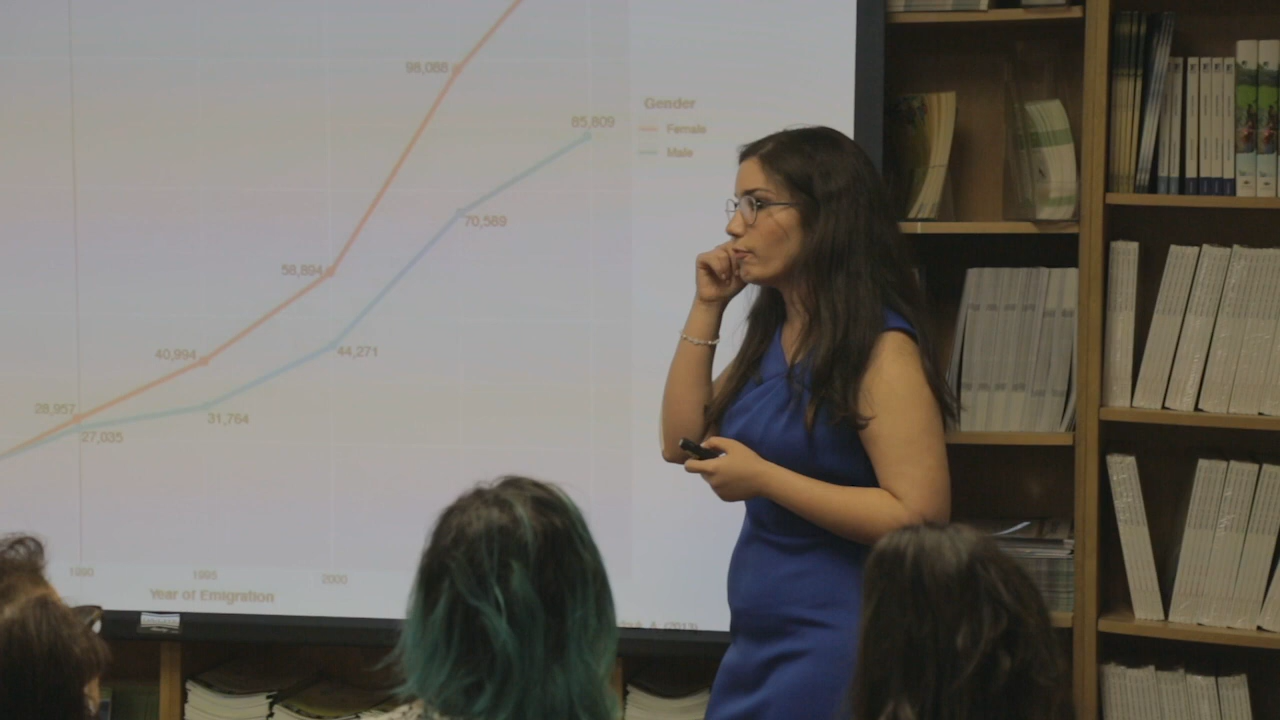 98,088
Gender
Female
Male
85,809
70,589
58,894
40,994
44,271
28,957
27,035
31,764
1990
1995
2000
Year of Emigration
A. (2013)